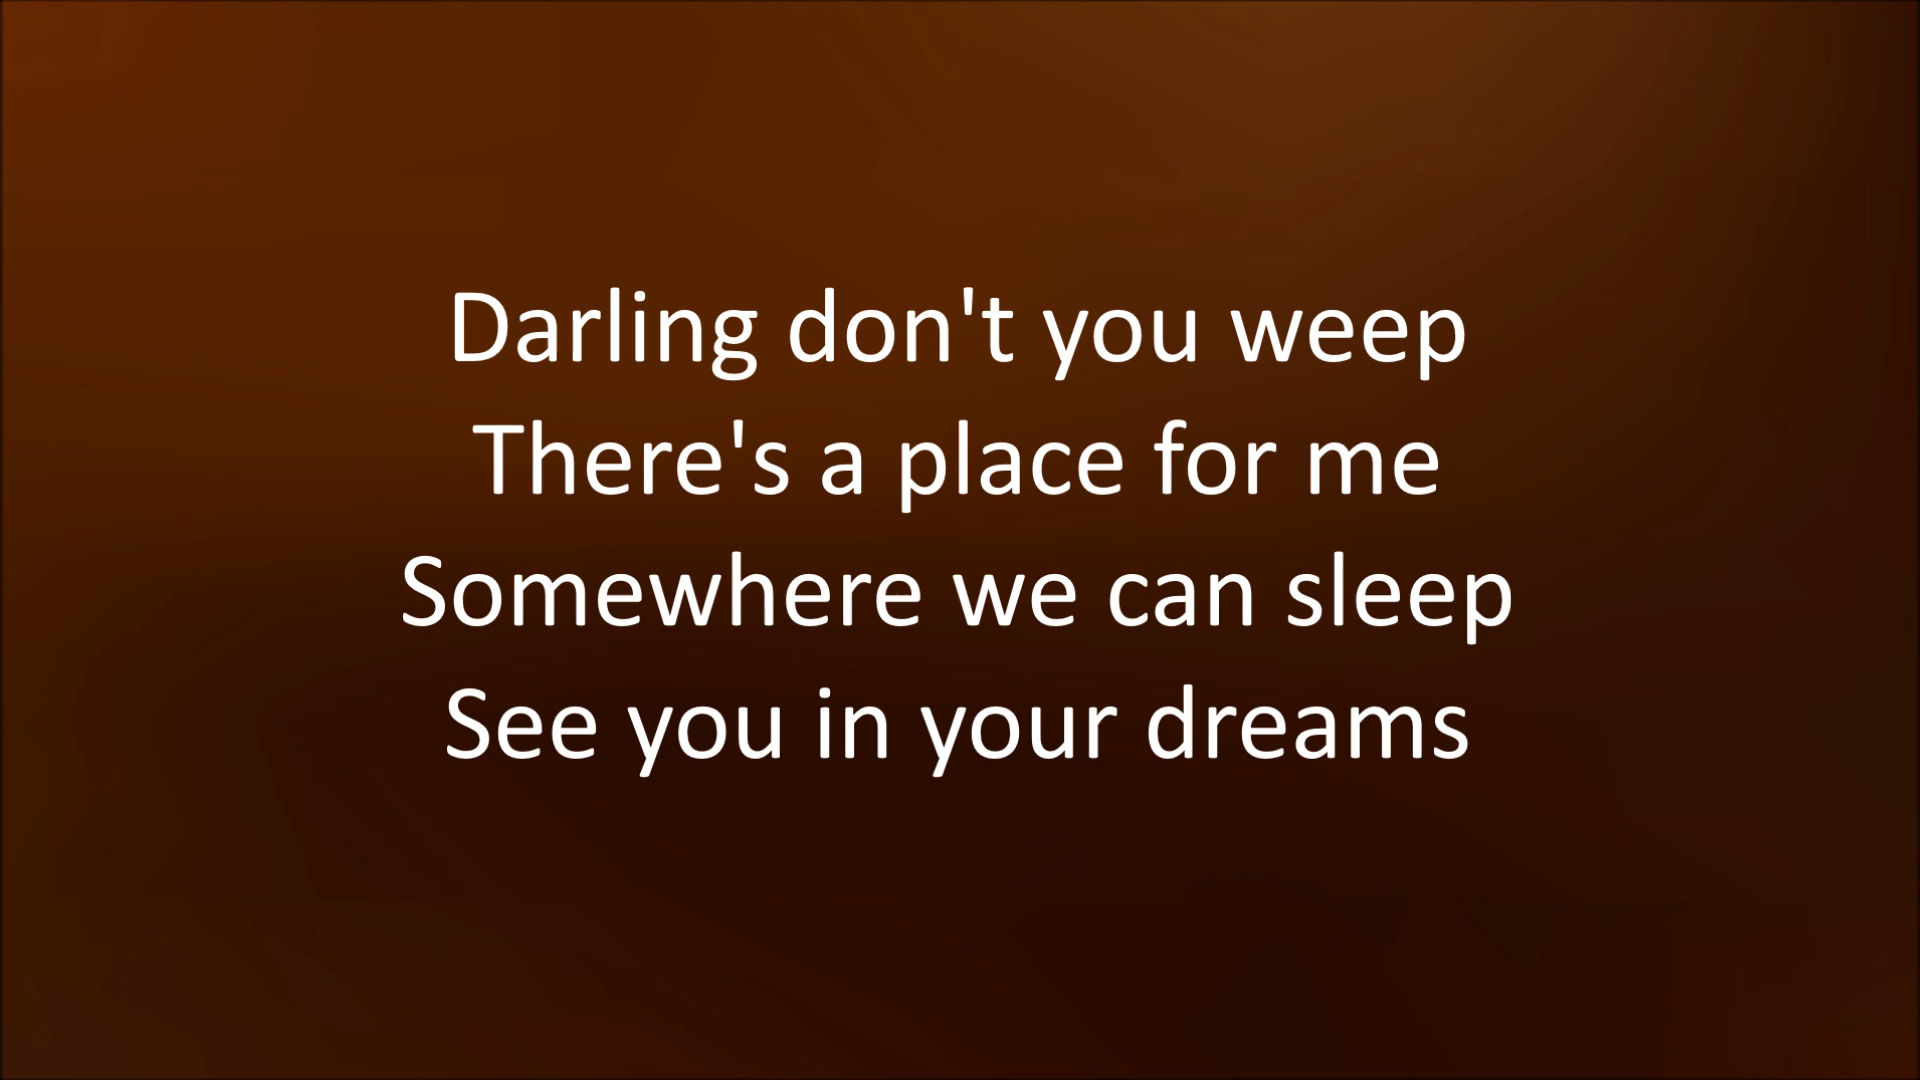 Darling don't you weep
There's a place for me
Somewhere we can sleep
See you in your dreams